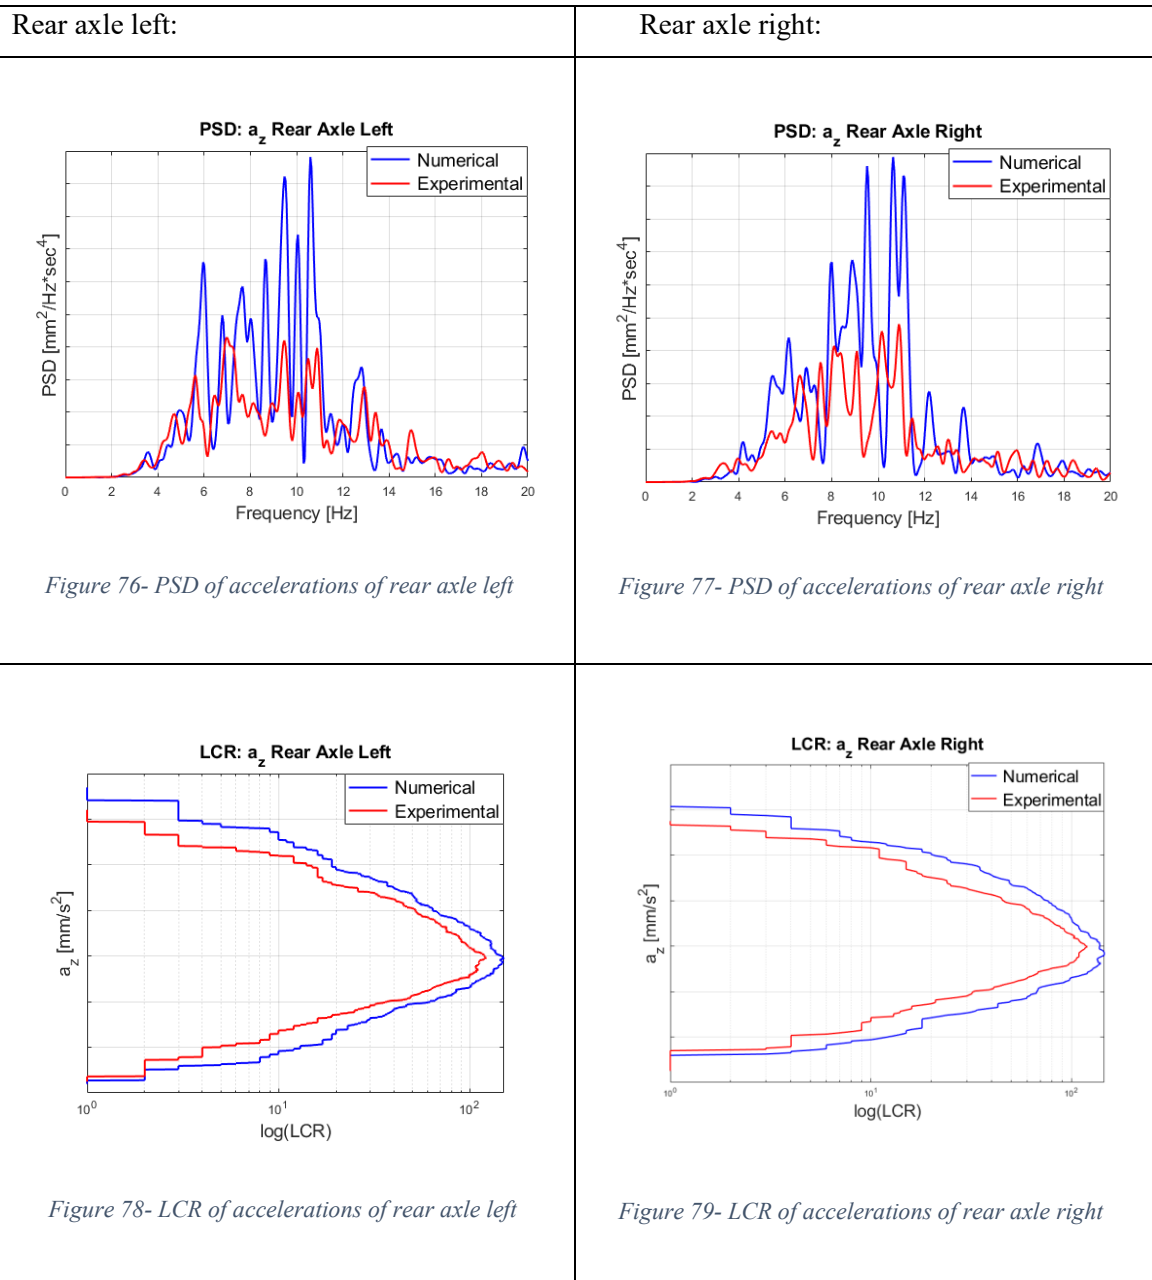 Rear axle left:
Rear axle right:
PSD: az Rear Axle Left
Numerical
Experimental
PSD [mm2/Hz*sec4]
0 2 4 6 8 10 12 14 16 18 20
Frequency [Hz]
Figure 76- PSD of accelerations of rear axle left
PSD: az Rear Axle Right
Numerical
Experimental
PSD [mm2/Hz*sec4]
0 2 4 6 8 10 12 14 16 18 20
Frequency [Hz]
Figure 77- PSD of accelerations of rear axle right
LCR: az Rear Axle Left
Numerical
Experimental
az [mm/s2]
100 101 102
log(LCR)
Figure 78- LCR of accelerations of rear axle left
LCR: az Rear Axle Right
Numerical
Experimental
az [mm/s2]
100 101 102
log(LCR)
Figure 79- LCR of accelerations of rear axle right